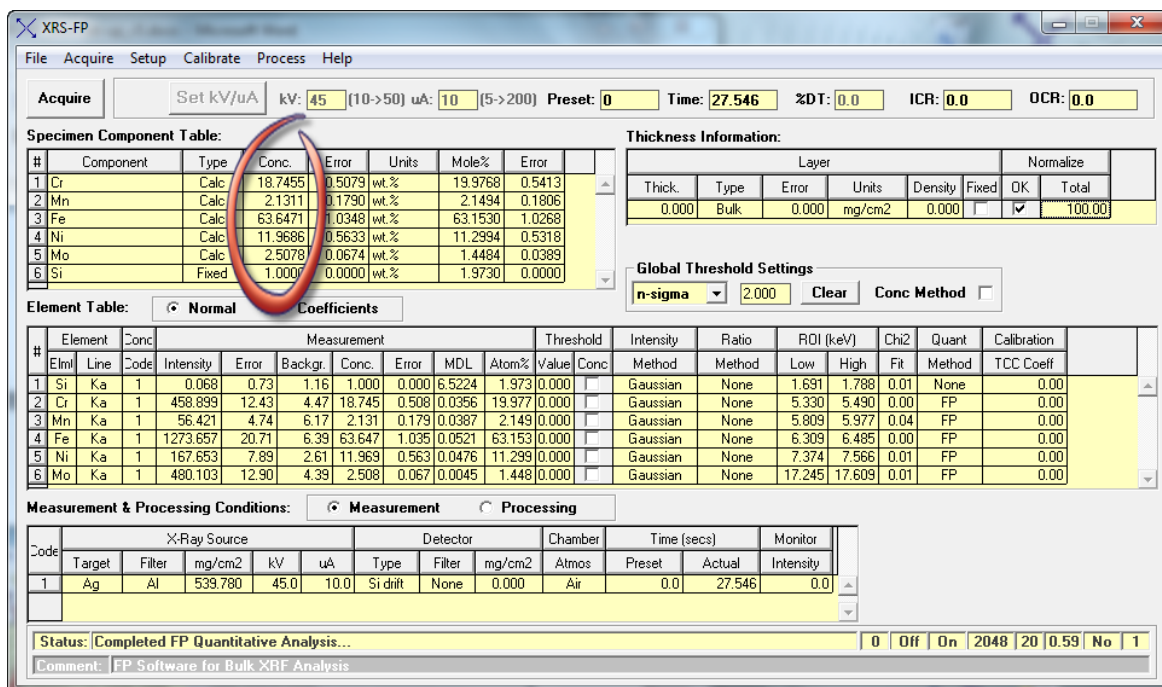 XRS-FP
File Acquire Setup Calibrate Process Help
Acquire Set kV/uA kV: 45 (10->50) uA: 10 (5->200) Preset: 0 Time: 27.546 %DT: 0.0 ICR: 0.0 OCR: 0.0
Specimen Component Table: Thickness Information:
# Component Type Conc. Error Units Mole% Error
1 Cr Calc 18.7455 0.5079 wt.% 19.9768 0.5413
2 Mn Calc 2.1311 0.1790 wt.% 2.1494 0.1806
3 Fe Calc 63.6471 1.0348 wt.% 63.1530 1.0268
4 Ni Calc 11.9686 0.5633 wt.% 11.2994 0.5318
5 Mo Calc 2.5078 0.0674 wt.% 1.4484 0.0389
6 Si Fixed 1.0000 0.0000 wt.% 1.9730 0.0000
Layer Normalize
Thick. Type Error Units Density Fixed OK Total
0.000 Bulk 0.000 mg/cm2 0.000 100.00
Global Threshold Settings
n-sigma 2.000 Clear Conc Method
Element Table: Normal Coefficients
# Element Conc Measurement Threshold Intensity Ratio ROI (keV) Chi2 Quant Calibration
Elmt Line Code Intensity Error Backgr. Conc. Error MDL Atom% Value Conc Method Method Low High Fit Method TCC Coeff
1 Si Ka 1 0.068 0.73 1.16 1.000 0.000 6.5224 1.973 0.000 Gaussian None 1.691 1.788 0.01 None 0.00
2 Cr Ka 1 458.899 12.43 4.47 18.745 0.508 0.0356 19.977 0.000 Gaussian None 5.330 5.490 0.00 FP 0.00
3 Mn Ka 1 56.421 4.74 6.17 2.131 0.179 0.0387 2.149 0.000 Gaussian None 5.809 5.977 0.04 FP 0.00
4 Fe Ka 1 1273.657 20.71 6.39 63.647 1.035 0.0521 63.153 0.000 Gaussian None 6.309 6.485 0.00 FP 0.00
5 Ni Ka 1 167.653 7.89 2.61 11.969 0.563 0.0476 11.299 0.000 Gaussian None 7.374 7.566 0.01 FP 0.00
6 Mo Ka 1 480.103 12.90 4.39 2.508 0.067 0.0045 1.448 0.000 Gaussian None 17.245 17.609 0.01 FP 0.00
Measurement & Processing Conditions: Measurement Processing
Code X-Ray Source Detector Chamber Time (secs) Monitor
Target Filter mg/cm2 kV uA Type Filter mg/cm2 Atmos Preset Actual Intensity
1 Ag Al 539.780 45.0 10.0 Si drift None 0.000 Air 0.0 27.546 0.0
Status: Completed FP Quantitative Analysis... 0 Off On 2048 20 0.59 No 1
Comment: FP Software for Bulk XRF Analysis